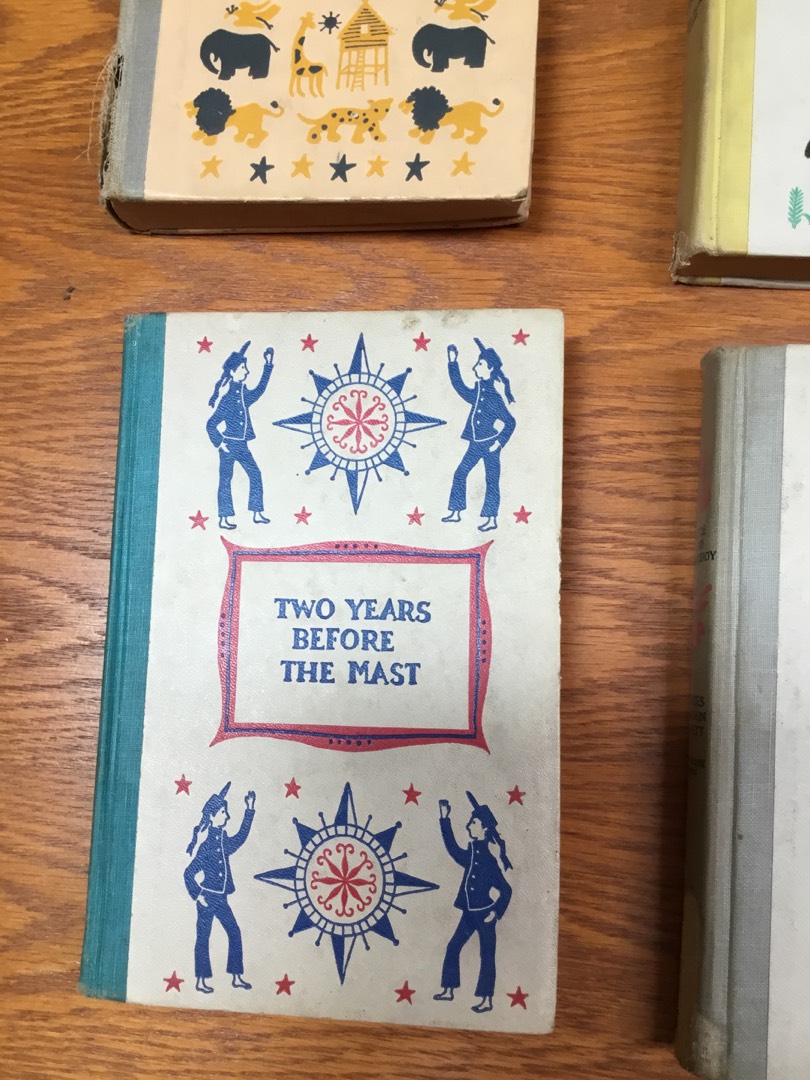 TWO YEARS
BEFORE
THE MAST